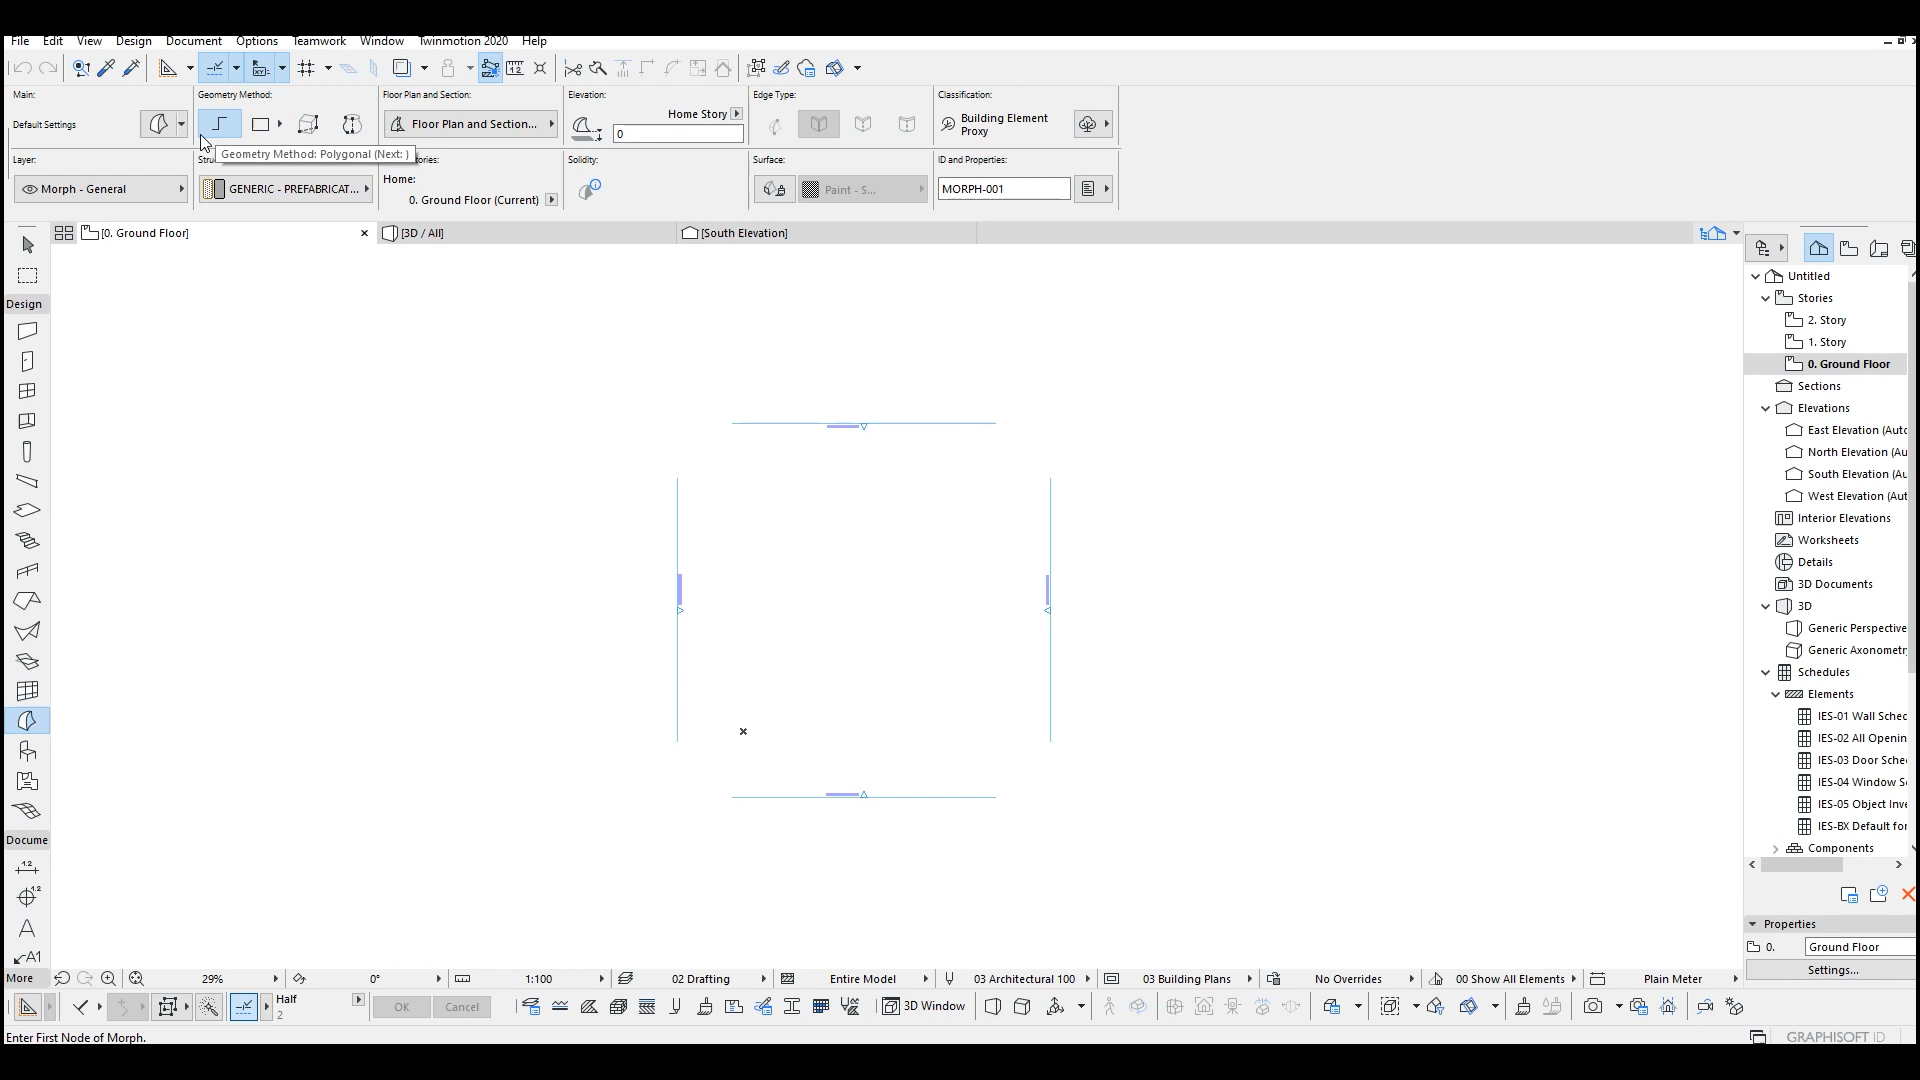 File Edit View Design Document Options Teamwork Window Twinmotion 2020 Help
Main: Geometry Method: Floor Plan and Section: Elevation: Edge Type: Classification:
Default Settings Floor Plan and Section... Home Story 0 Building Element Proxy
Geometry Method: Polygonal (Next: )
Layer: Stru tories: Solidity: Surface: ID and Properties:
Morph - General GENERIC - PREFABRICAT... Home: Paint - S... MORPH-001
0. Ground Floor (Current)
[0. Ground Floor] [3D / All] [South Elevation]
Design
Docume
1.2
1.2
A
A1
More
Untitled
Stories
2. Story
1. Story
0. Ground Floor
Sections
Elevations
East Elevation (Auto
North Elevation (Au
South Elevation (Au
West Elevation (Aut
Interior Elevations
Worksheets
Details
3D Documents
3D
Generic Perspective
Generic Axonometr
Schedules
Elements
IES-01 Wall Sched
IES-02 All Openin
IES-03 Door Sche
IES-04 Window S
IES-05 Object Inve
IES-BX Default for
Components
Properties
0. Ground Floor
Settings...
29% 0° 1:100 02 Drafting Entire Model 03 Architectural 100 03 Building Plans No Overrides 00 Show All Elements Plain Meter
Half
2
OK Cancel 3D Window
Enter First Node of Morph.
GRAPHISOFT ID